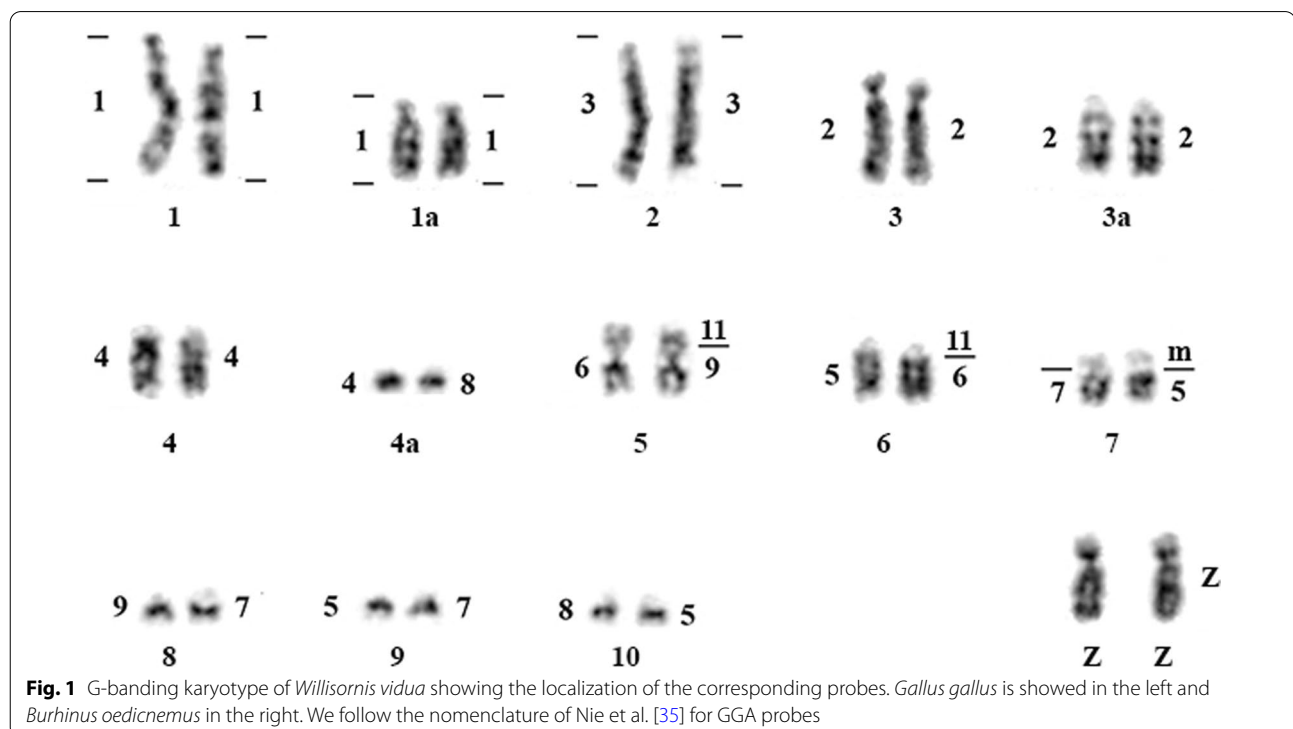 1 1 1 1 3 3 2 2 2 2
1 1a 2 3 3a
4 4 4 8 6 11 9 5 11 6 7 m 5
4 4a 5 6 7
9 7 5 7 8 5 Z
8 9 10 Z Z
Fig. 1 G-banding karyotype of Willisornis vidua showing the localization of the corresponding probes. Gallus gallus is showed in the left and
Burhinus oedicnemus in the right. We follow the nomenclature of Nie et al. [35] for GGA probes